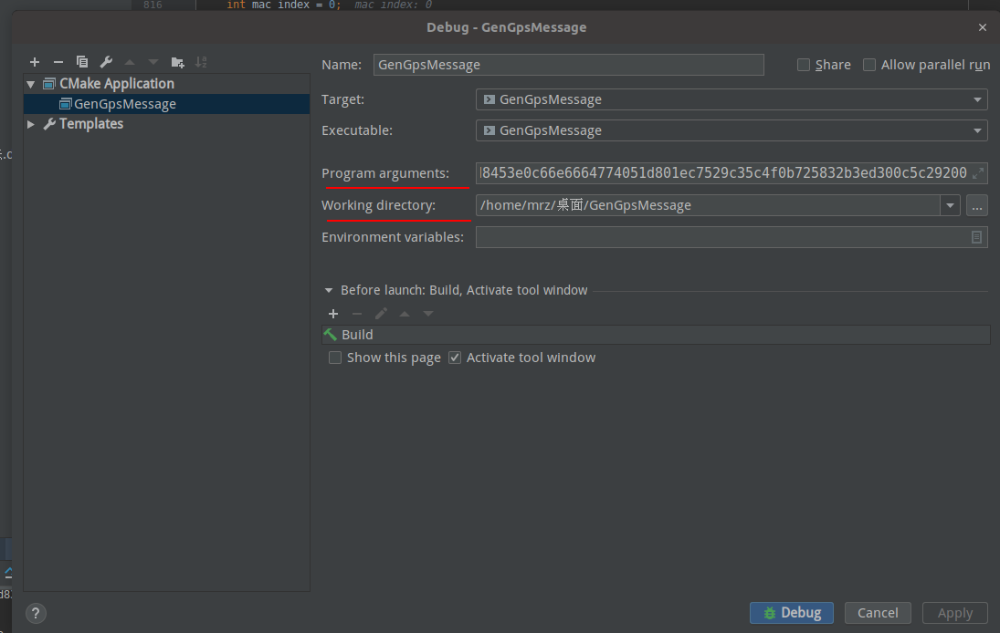 816 int mac index = 0; mac index: 0
Debug - GenGpsMessage
Name: GenGpsMessage Share Allow parallel run
CMake Application
GenGpsMessage
Templates
Target: GenGpsMessage
Executable: GenGpsMessage
Program arguments: 8453e0c66e6664774051d801ec7529c35c4f0b725832b3ed300c5c29200
Working directory: /home/mrz/桌面/GenGpsMessage ...
Environment variables:
Before launch: Build, Activate tool window
Build
Show this page Activate tool window
? Debug Cancel Apply